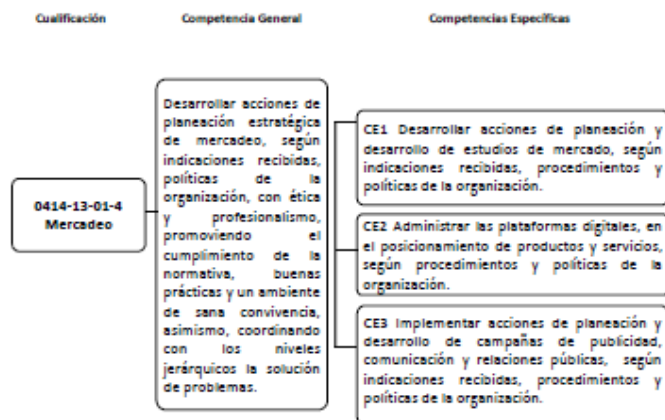 Cualificación
Competencia General
Competencias Específicas
0414-13-01-4
Mercadeo
Desarrollar acciones de
planeación estratégica
de mercadeo, según
indicaciones recibidas,
políticas de la
organización, con ética
y profesionalismo,
promoviendo el
cumplimiento de la
normativa, buenas
prácticas y un ambiente
de sana convivencia,
asimismo, coordinando
con los niveles
jerárquicos la solución
de problemas.
CE1 Desarrollar acciones de planeación y
desarrollo de estudios de mercado, según
indicaciones recibidas, procedimientos y
políticas de la organización.
CE2 Administrar las plataformas digitales, en
el posicionamiento de productos y servicios,
según procedimientos y políticas de la
organización.
CE3 Implementar acciones de planeación y
desarrollo de campañas de publicidad,
comunicación y relaciones públicas, según
indicaciones recibidas, procedimientos y
políticas de la organización.